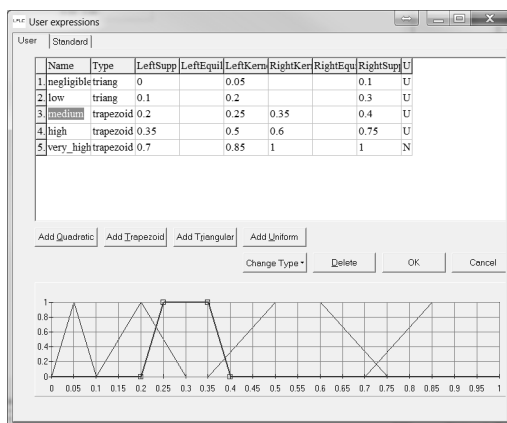 User expressions
User Standard
Name Type LeftSupp LeftEquil LeftKern RightKer RightEqu RightSupp U
1. negligible triang 0 0.05 0.1 U
2. low triang 0.1 0.2 0.3 U
3. medium trapezoid 0.2 0.25 0.35 0.4 U
4. high trapezoid 0.35 0.5 0.6 0.75 U
5. very_high trapezoid 0.7 0.85 1 1 N
Add Quadratic Add Trapezoid Add Triangular Add Uniform
Change Type Delete OK Cancel
1
0.8
0.6
0.4
0.2
0
0 0.05 0.1 0.15 0.2 0.25 0.3 0.35 0.4 0.45 0.5 0.55 0.6 0.65 0.7 0.75 0.8 0.85 0.9 0.95 1